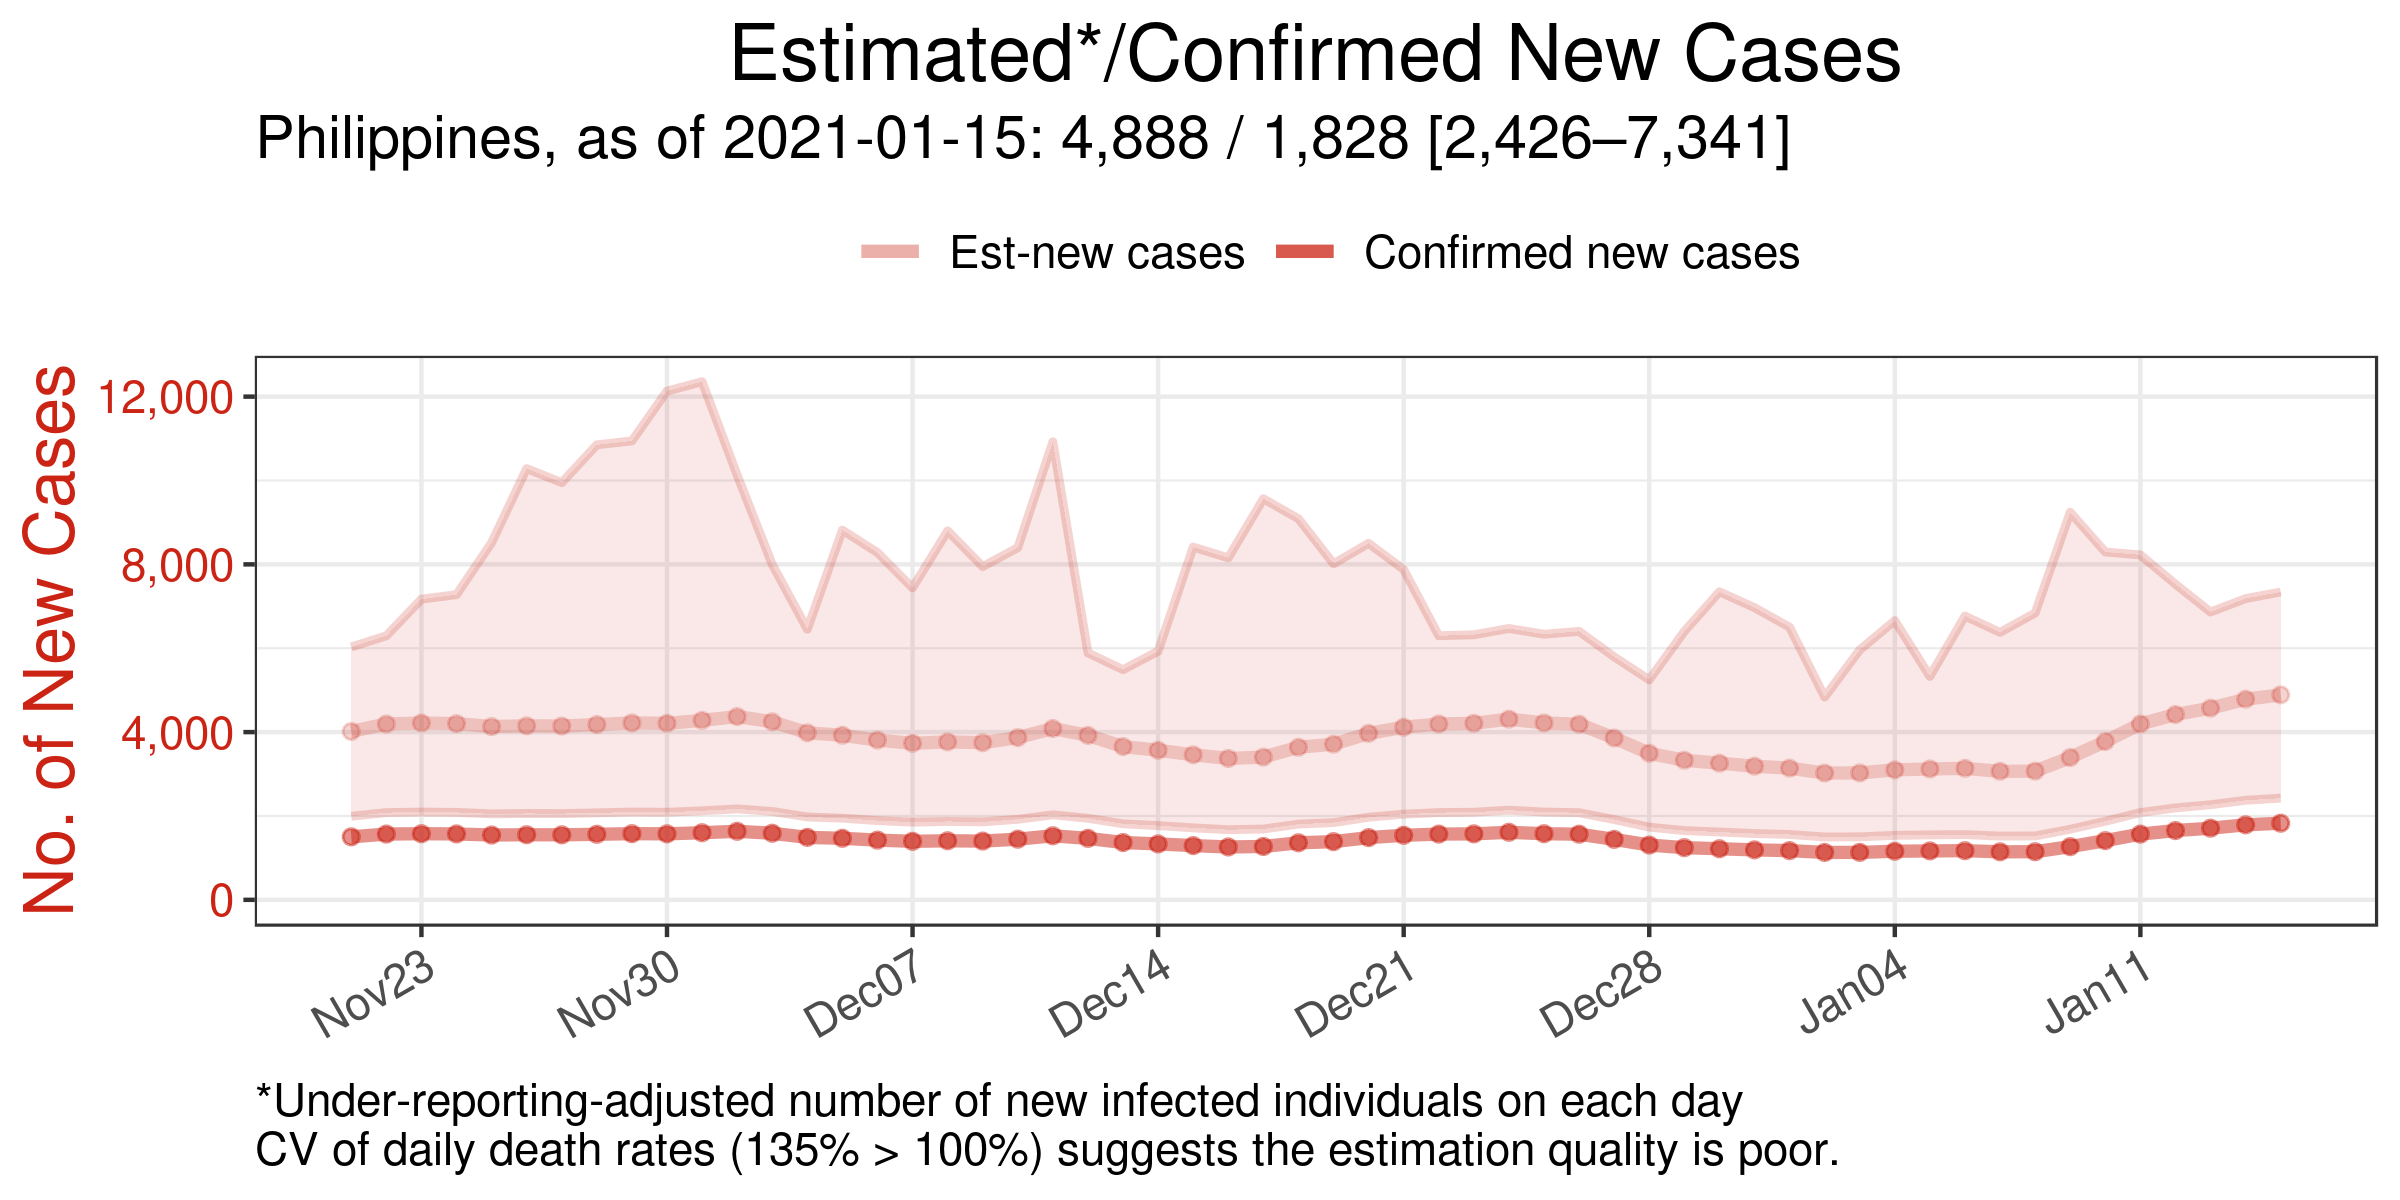 Estimated*/Confirmed New Cases
Philippines, as of 2021-01-15: 4,888 / 1,828 [2,426–7,341]
Est-new cases Confirmed new cases
No. of New Cases
12,000
8,000
4,000
0
Nov23 Nov30 Dec07 Dec14 Dec21 Dec28 Jan04 Jan11
*Under-reporting-adjusted number of new infected individuals on each day
CV of daily death rates (135% > 100%) suggests the estimation quality is poor.